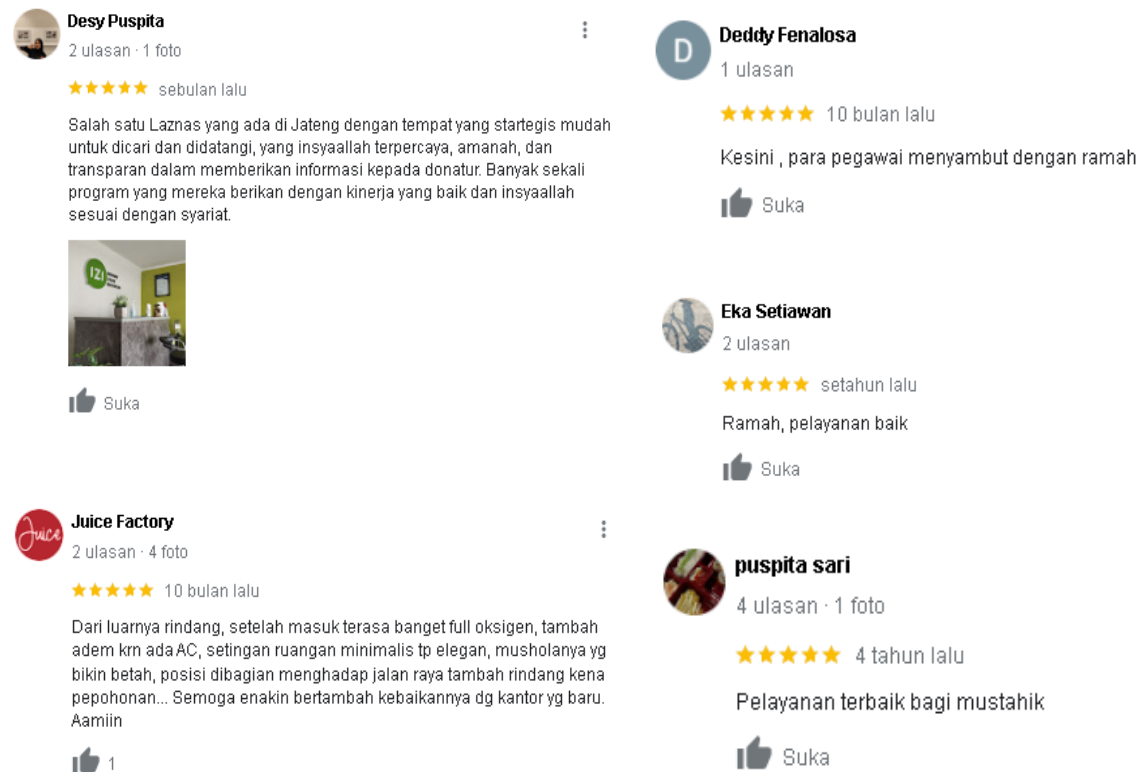 Desy Puspita
2 ulasan · 1 foto
sebulan lalu
Salah satu Laznas yang ada di Jateng dengan tempat yang startegis mudah
untuk dicari dan didatangi, yang insyaallah terpercaya, amanah, dan
transparan dalam memberikan informasi kepada donatur. Banyak sekali
program yang mereka berikan dengan kinerja yang baik dan insyaallah
sesuai dengan syariat.
IZI
Suka
Juice
Juice Factory
2 ulasan · 4 foto
10 bulan lalu
Dari luarnya rindang, setelah masuk terasa banget full oksigen, tambah
adem krn ada AC, setingan ruangan minimalis tp elegan, musholanya yg
bikin betah, posisi dibagian menghadap jalan raya tambah rindang kena
pepohonan... Semoga enakin bertambah kebaikannya dg kantor yg baru.
Aamiin
1
D
Deddy Fenalosa
1 ulasan
10 bulan lalu
Kesini , para pegawai menyambut dengan ramah
Suka
Eka Setiawan
2 ulasan
setahun lalu
Ramah, pelayanan baik
Suka
puspita sari
4 ulasan · 1 foto
4 tahun lalu
Pelayanan terbaik bagi mustahik
Suka